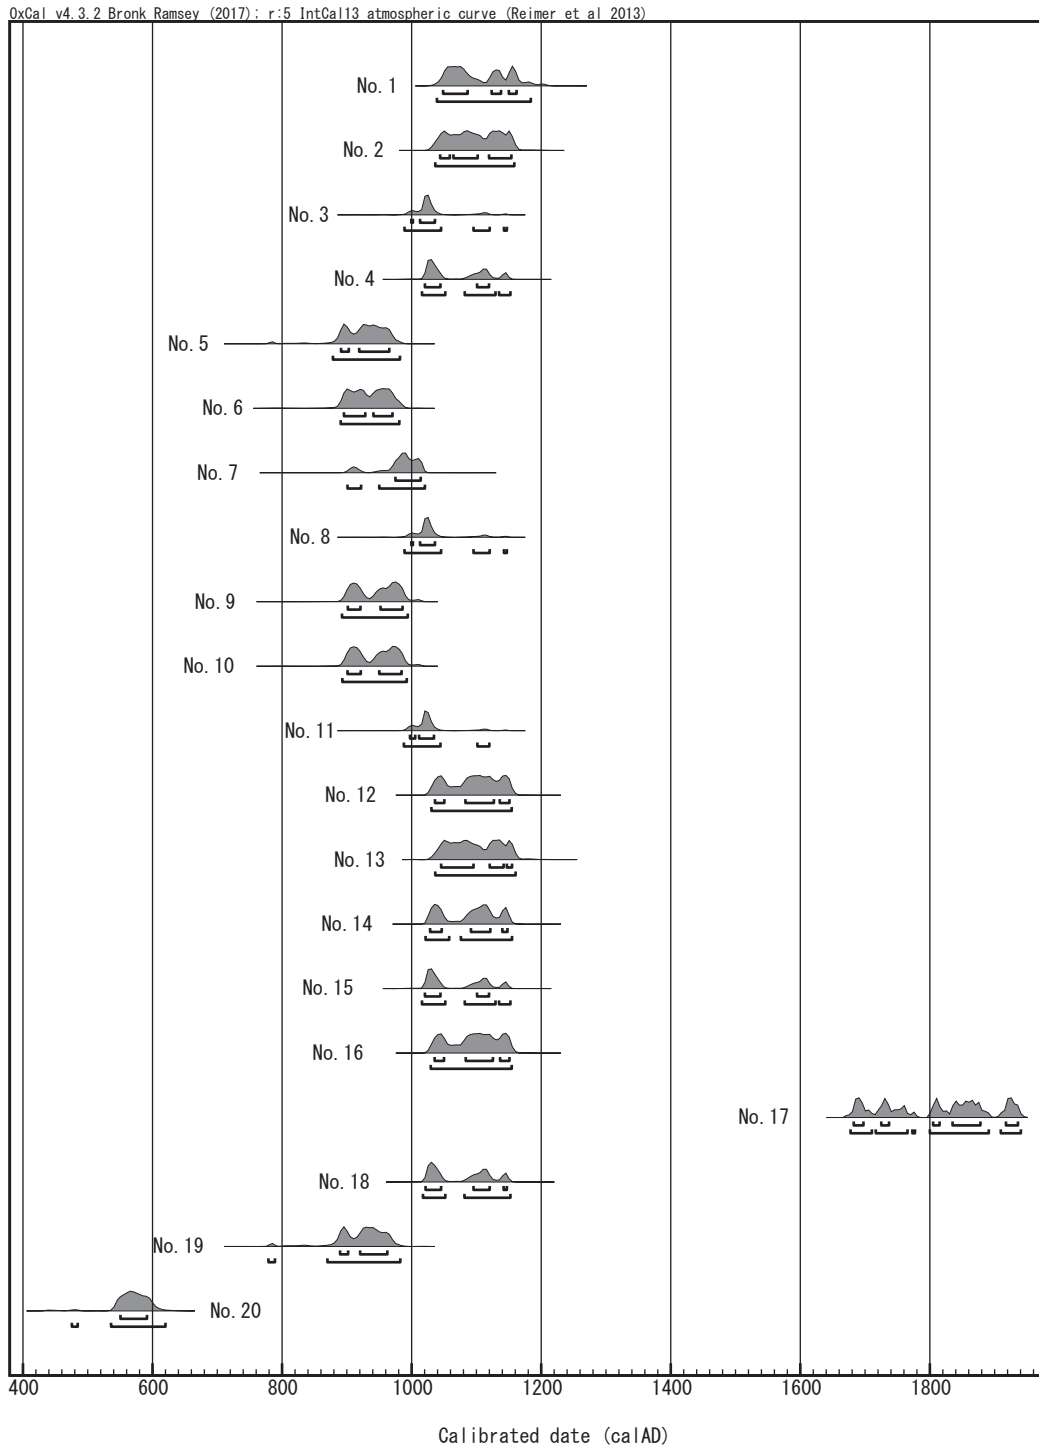 OxCal v4.3.2 Bronk Ramsey (2017); r:5 IntCal13 atmospheric curve (Reimer et al 2013)
No. 1
No. 2
No. 3
No. 4
No. 5
No. 6
No. 7
No. 8
No. 9
No. 10
No. 11
No. 12
No. 13
No. 14
No. 15
No. 16
No. 17
No. 18
No. 19
No. 20
400 600 800 1000 1200 1400 1600 1800
Calibrated date (calAD)